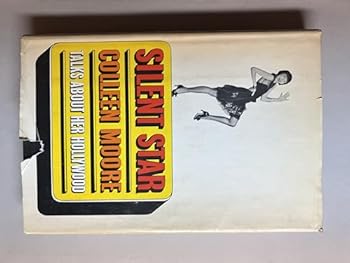 SILENT STAR
COLLEEN MOORE
TALKS ABOUT HER HOLLYWOOD